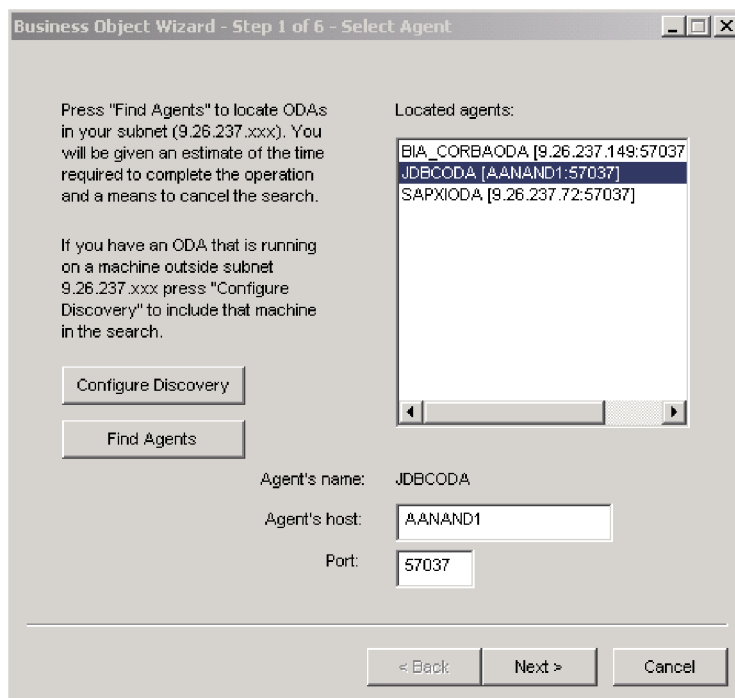 Business Object Wizard - Step 1 of 6 - Select Agent
Press "Find Agents" to locate ODAs
in your subnet (9.26.237.xxx). You
will be given an estimate of the time
required to complete the operation
and a means to cancel the search.
If you have an ODA that is running
on a machine outside subnet
9.26.237.xxx press "Configure
Discovery" to include that machine
in the search.
Configure Discovery
Find Agents
Located agents:
BIA_CORBAODA [9.26.237.149:57037
JDBCODA [AANAND1:57037]
SAPXIODA [9.26.237.72:57037]
Agent's name: JDBCODA
Agent's host: AANAND1
Port: 57037
< Back Next > Cancel